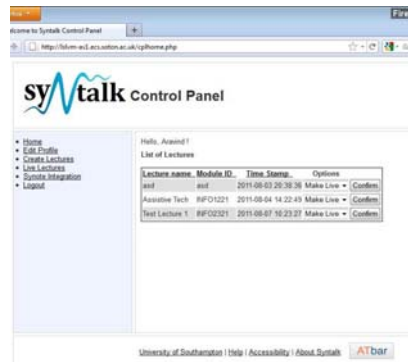 Welcome to Syntalk Control Panel
http://lslvm-ec1.ecs.soton.ac.uk/cplhome.php
syNtalk Control Panel
Home
Edit Profile
Create Lectures
Live Lectures
Synote Integration
Logout
Hello, Aravind !
List of Lectures
Lecture name Module ID Time Stamp Options
asd asd 2011-08-03 20:38:36 Make Live Confirm
Assistive Tech INFO1221 2011-08-04 14:22:49 Make Live Confirm
Test Lecture 1 INFO2321 2011-08-07 10:23:27 Make Live Confirm
University of Southampton | Help | Accessibility | About Syntalk ATbar